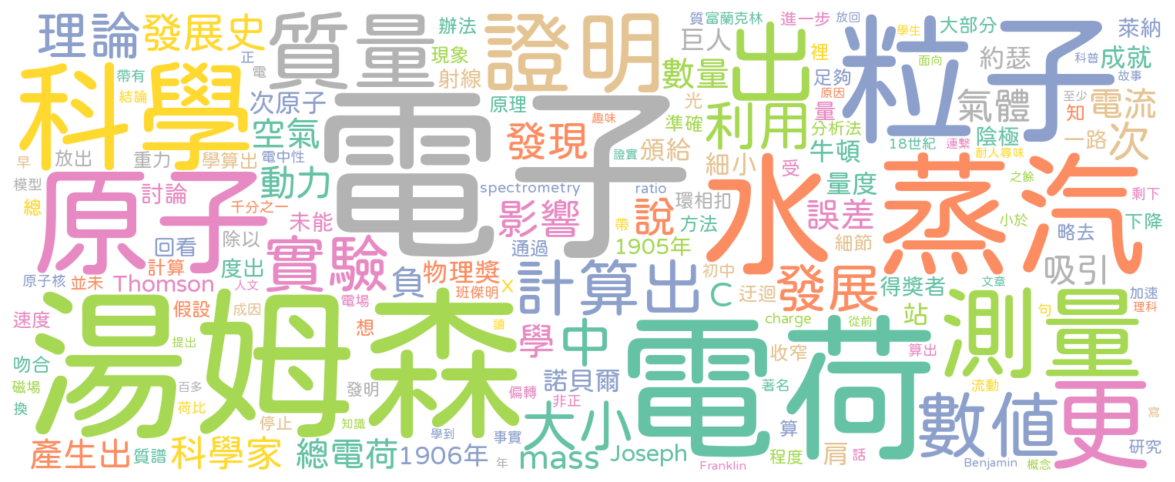 理論 發展史 質量 證明 辦法 質 富蘭克林 進一步 放回 學生 大部分 萊納
現象 巨人 裡 正 約瑟 成就
科學 帶有 電 射線 數量 出 足夠 粒子 面向 科普 故事
結論 次原子 原理 光 利用 量 原因 氣體 至少 知 電流
空氣 電子 發現 趣味 準確 分析法 18世紀 連繫 陰極 一路 次
早 放出 重力 學算出 電中性 證實 頒給 牛頓 耐人尋味
原子 模型 討論 動力 spectrometry ratio 細小 受 水 蒸汽 之餘 剩下
總 千分之一 未能 影響 說 環相扣 量度 小於 下降
回看 除以 實驗 通過 帶 方法 誤差 細節 略去
1905年
原子核 計算 度出 負 物理獎 初中 文章 吸引 加速
並未 Thomson 人文 班傑明 x 計算出 C 迂迴 發展 得獎者 理科
速度 假設 成因 電場 想 湯姆森 讓 charge 從前 站 測量 句
提出 學 中 電荷 收窄 算出
吻合 磁場 百多 發明 偏轉 諾貝爾 非正 著名 流動 更
換 荷比 停止 知識 大小 數值 寫
學到 事實 算
產生出 質譜 科學家 總電荷 1906年 年 mass Joseph 程度 肩 話 研究
Franklin Benjamin 概念